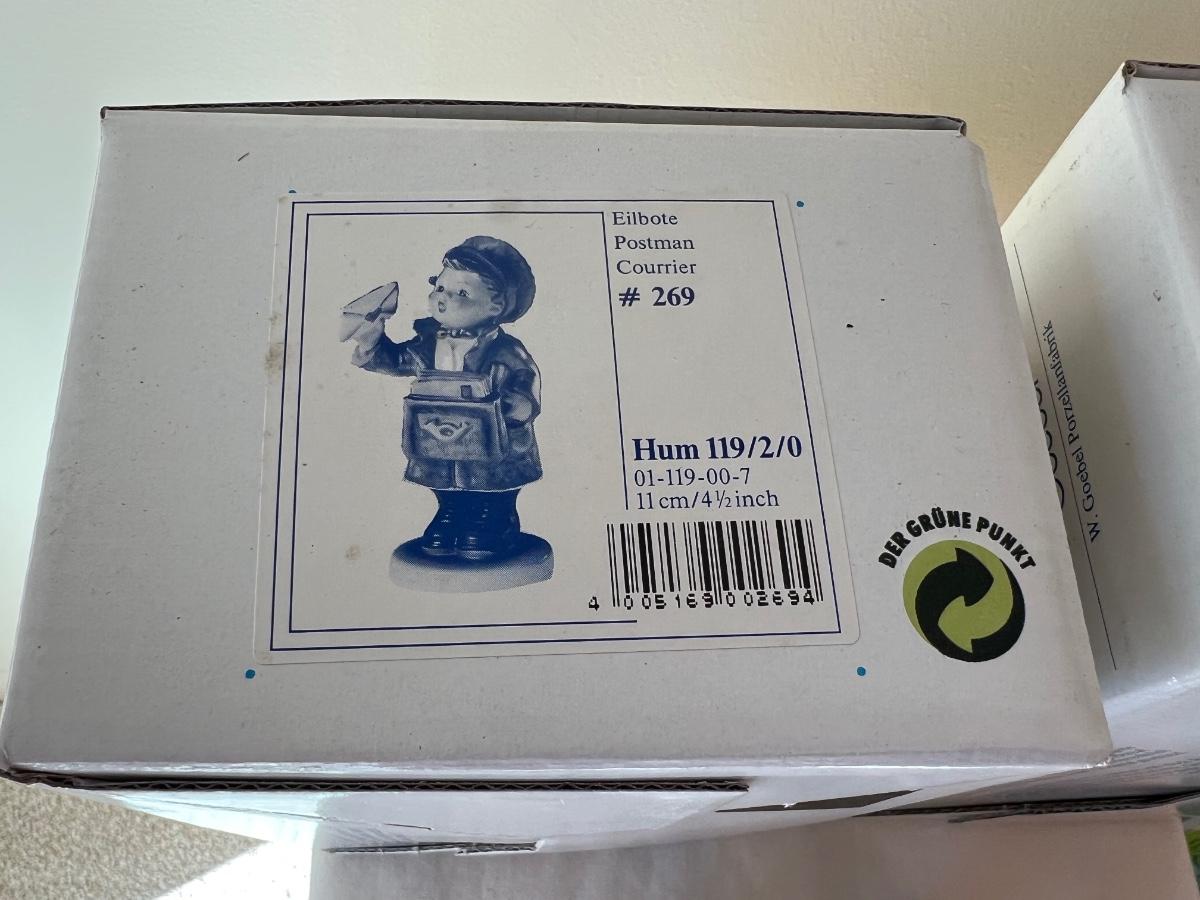 Eilbote
Postman
Courrier
# 269
Hum 119/2/0
01-119-00-7
11 cm/4½ inch
4 005169 002694
DER GRÜNE PUNKT
W. Goebel Porzellanfabrik